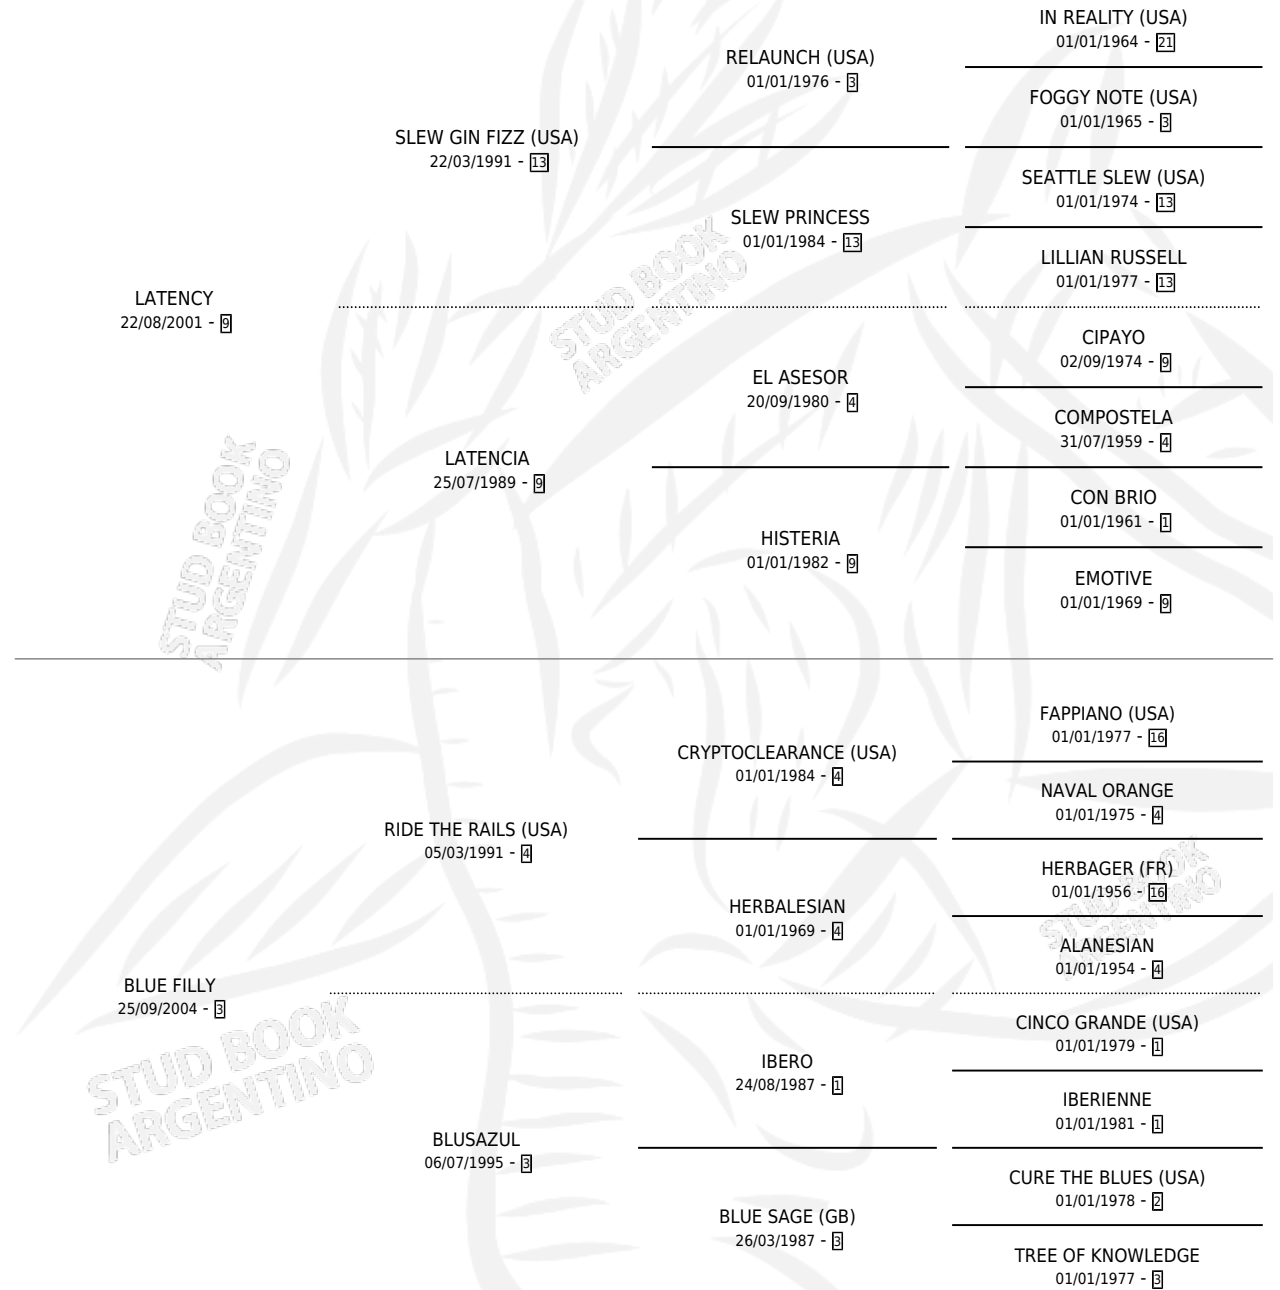 IN REALITY (USA)
01/01/1964 - 21
RELAUNCH (USA)
01/01/1976 - 3
FOGGY NOTE (USA)
01/01/1965 - 3
SLEW GIN FIZZ (USA)
22/03/1991 - 13
SEATTLE SLEW (USA)
01/01/1974 - 13
SLEW PRINCESS
01/01/1984 - 13
LILLIAN RUSSELL
01/01/1977 - 13
LATENCY
22/08/2001 - 9
CIPAYO
02/09/1974 - 9
EL ASESOR
20/09/1980 - 4
COMPOSTELA
31/07/1959 - 4
LATENCIA
25/07/1989 - 9
CON BRIO
01/01/1961 - 1
HISTERIA
01/01/1982 - 9
EMOTIVE
01/01/1969 - 9
FAPPIANO (USA)
01/01/1977 - 16
CRYPTOCLEARANCE (USA)
01/01/1984 - 4
NAVAL ORANGE
01/01/1975 - 4
RIDE THE RAILS (USA)
05/03/1991 - 4
HERBAGER (FR)
01/01/1956 - 16
HERBALESIAN
01/01/1969 - 4
ALANESIAN
01/01/1954 - 4
BLUE FILLY
25/09/2004 - 3
CINCO GRANDE (USA)
01/01/1979 - 1
IBERO
24/08/1987 - 1
IBERIENNE
01/01/1981 - 1
BLUSAZUL
06/07/1995 - 3
CURE THE BLUES (USA)
01/01/1978 - 2
BLUE SAGE (GB)
26/03/1987 - 3
TREE OF KNOWLEDGE
01/01/1977 - 3
STUD BOOK
ARGENTINO
STUD BOOK
ARGENTINO
STUD BOOK
ARGENTINO
STUD BOOK
ARGENTINO